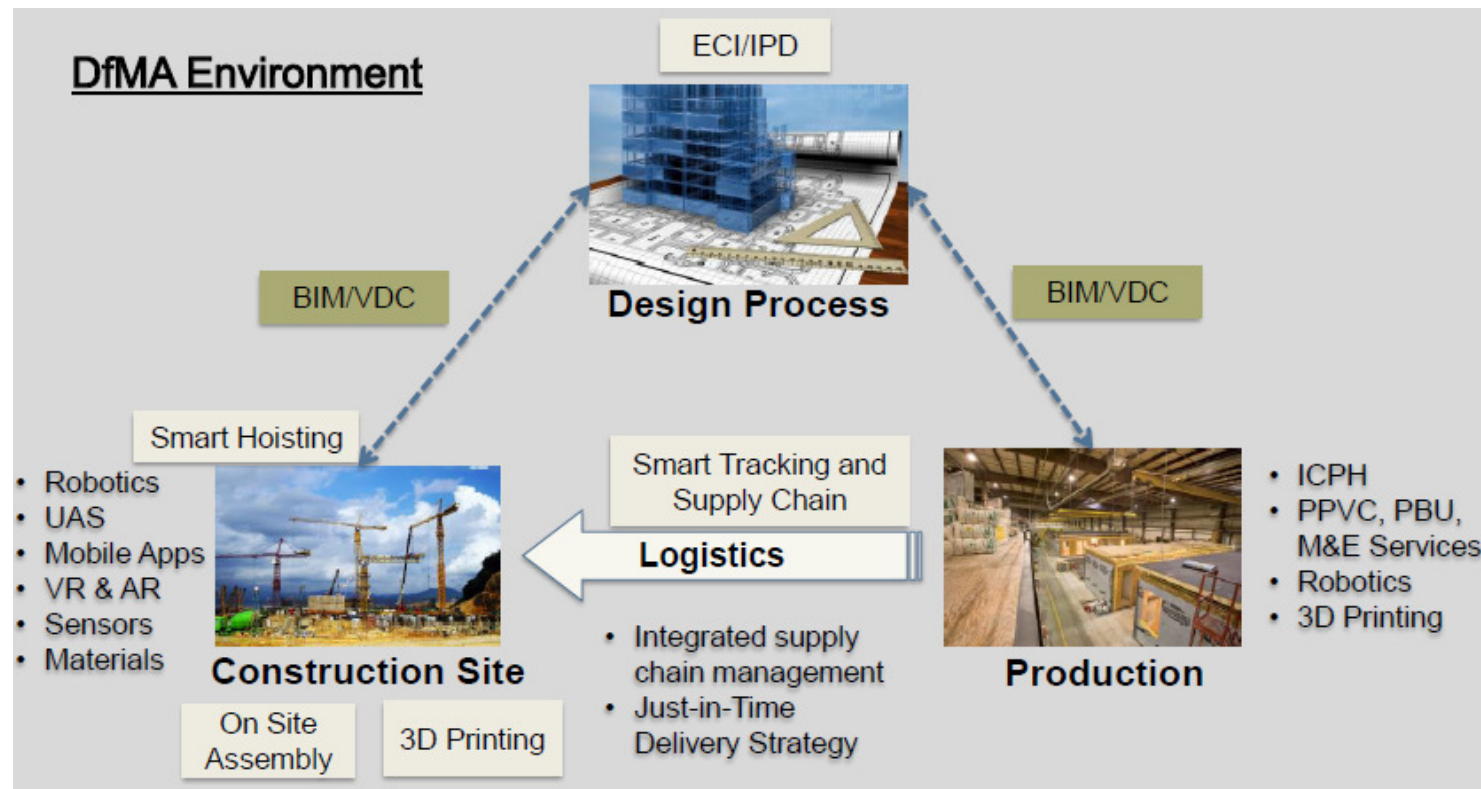 DfMA Environment
ECI/IPD
Design Process
BIM/VDC
BIM/VDC
Smart Hoisting
• Robotics
• UAS
• Mobile Apps
• VR & AR
• Sensors
• Materials
Construction Site
On Site
Assembly
3D Printing
Smart Tracking and
Supply Chain
Logistics
• Integrated supply
chain management
• Just-in-Time
Delivery Strategy
Production
• ICPH
• PPVC, PBU,
M&E Services
• Robotics
• 3D Printing